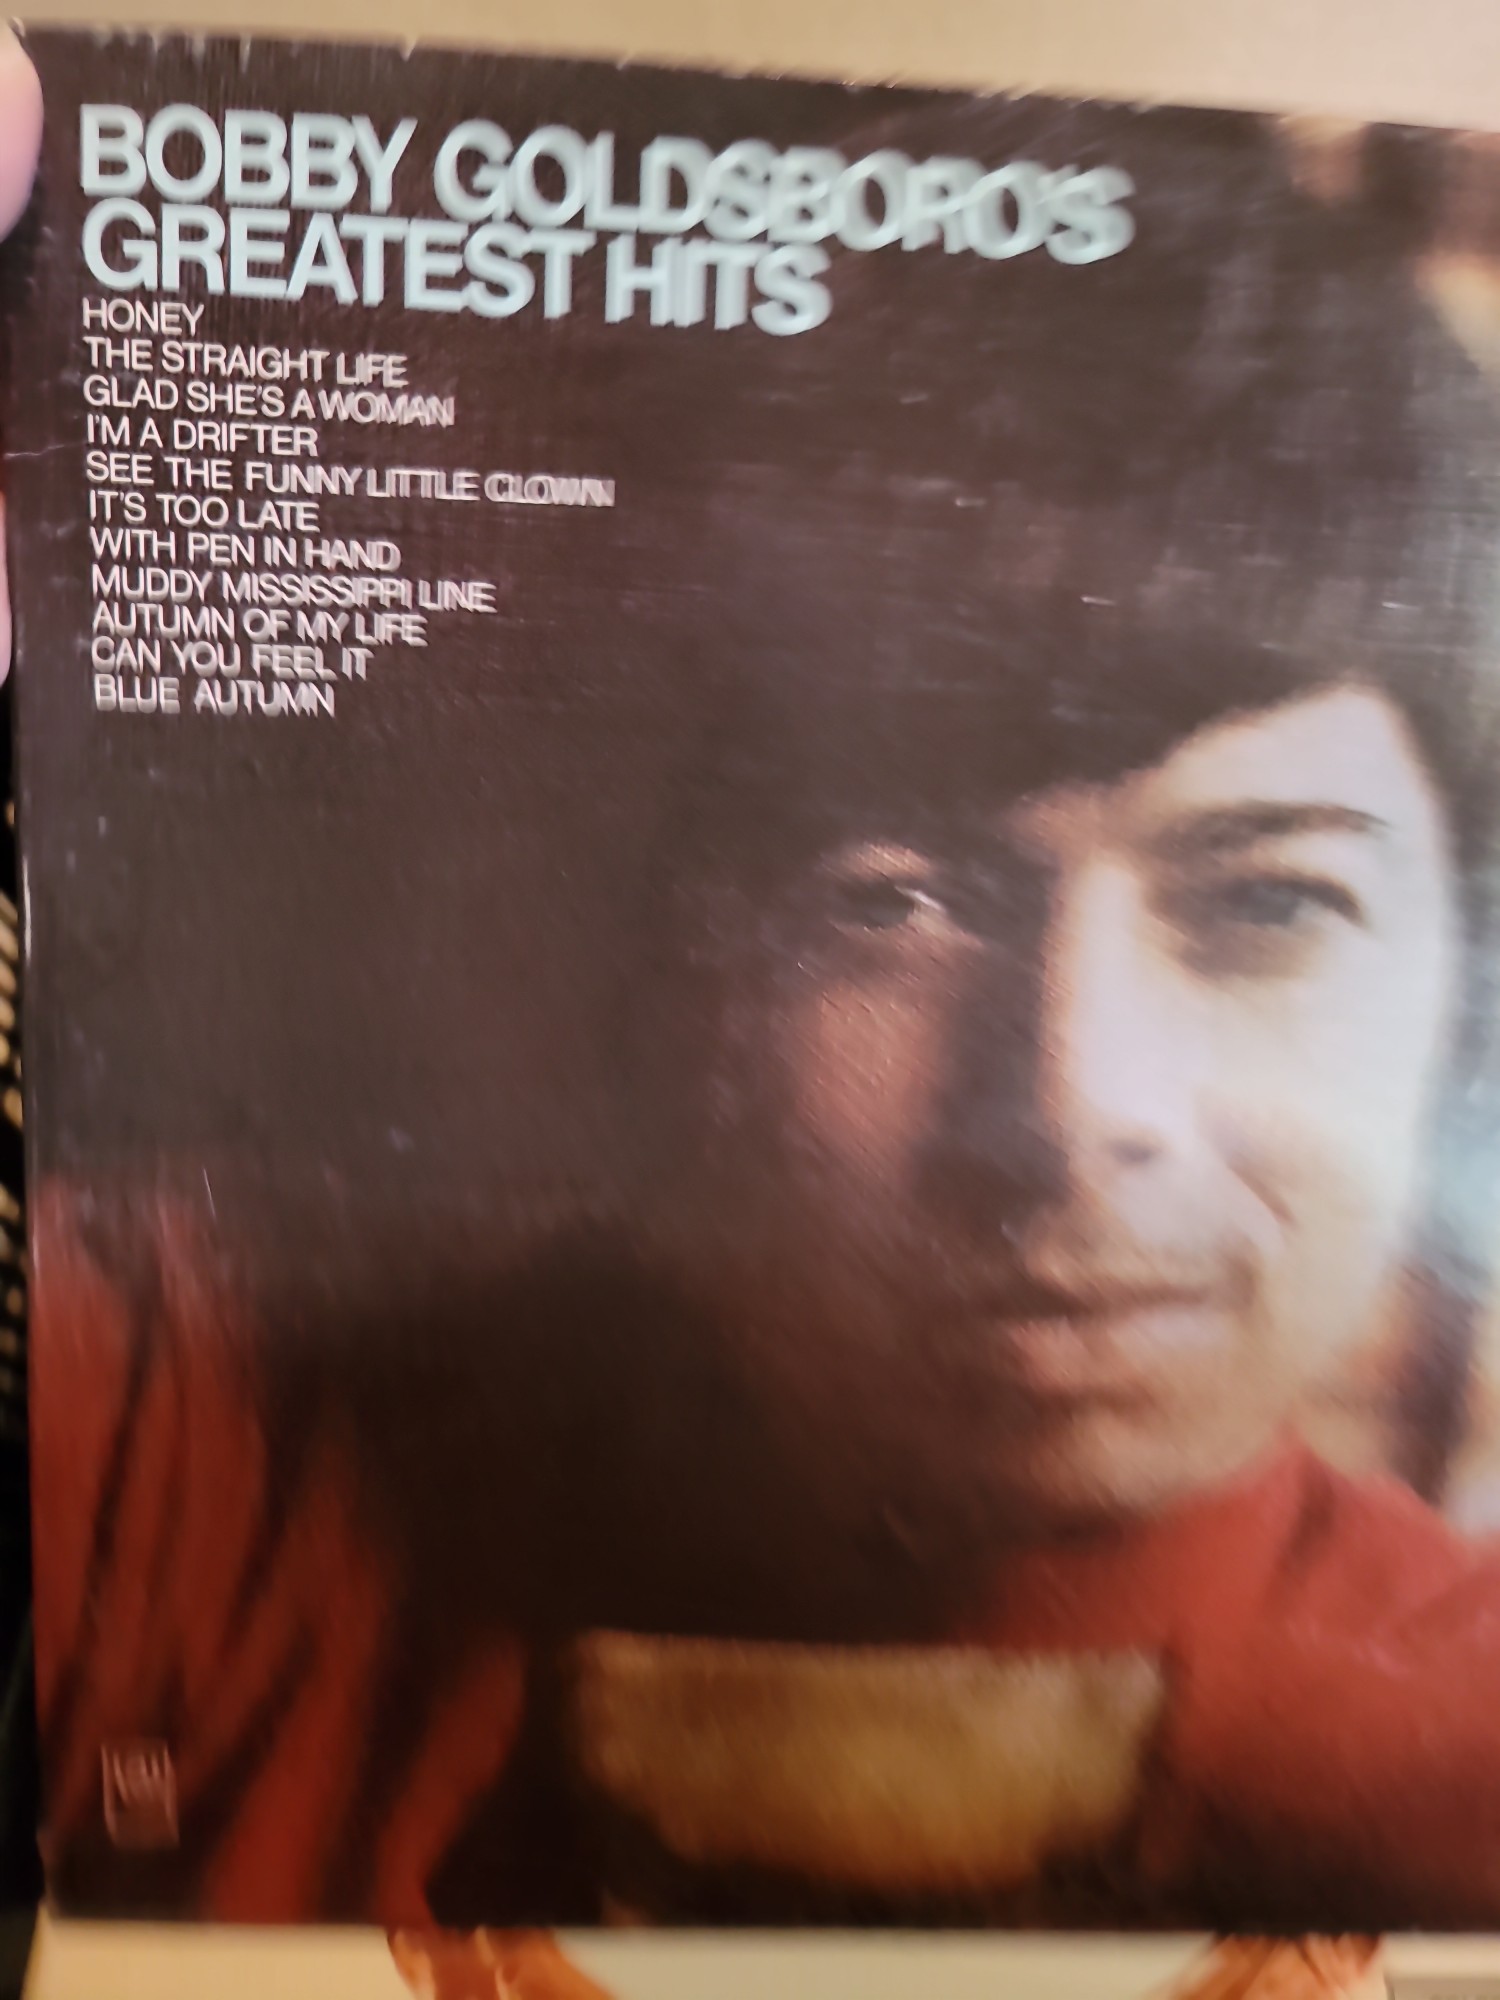 BOBBY GOLDSBORO'S
GREATEST HITS
HONEY
THE STRAIGHT LIFE
GLAD SHE'S A WOMAN
I'M A DRIFTER
SEE THE FUNNY LITTLE CLOWN
IT'S TOO LATE
WITH PEN IN HAND
MUDDY MISSISSIPPI LINE
AUTUMN OF MY LIFE
CAN YOU FEEL IT
BLUE AUTUMN